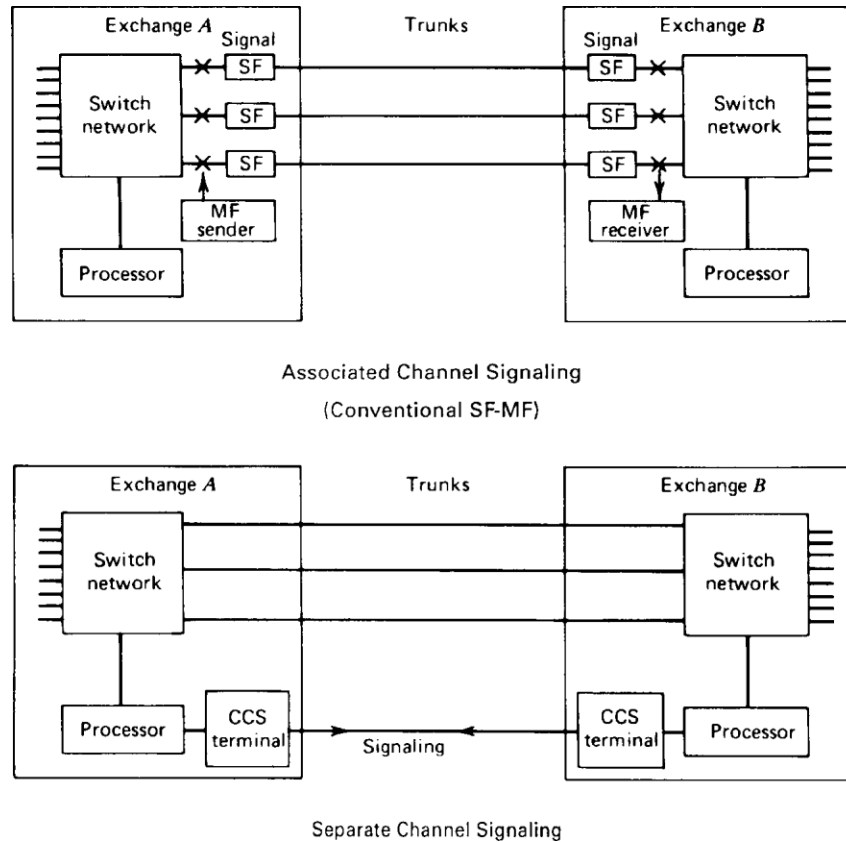 Exchange A
Trunks
Exchange B
Signal
Signal
SF
SF
Switch
network
SF
SF
Switch
network
SF
SF
MF
sender
MF
receiver
Processor
Processor
Associated Channel Signaling
(Conventional SF-MF)
Exchange A
Trunks
Exchange B
Switch
network
Switch
network
Processor
CCS
terminal
Signaling
CCS
terminal
Processor
Separate Channel Signaling